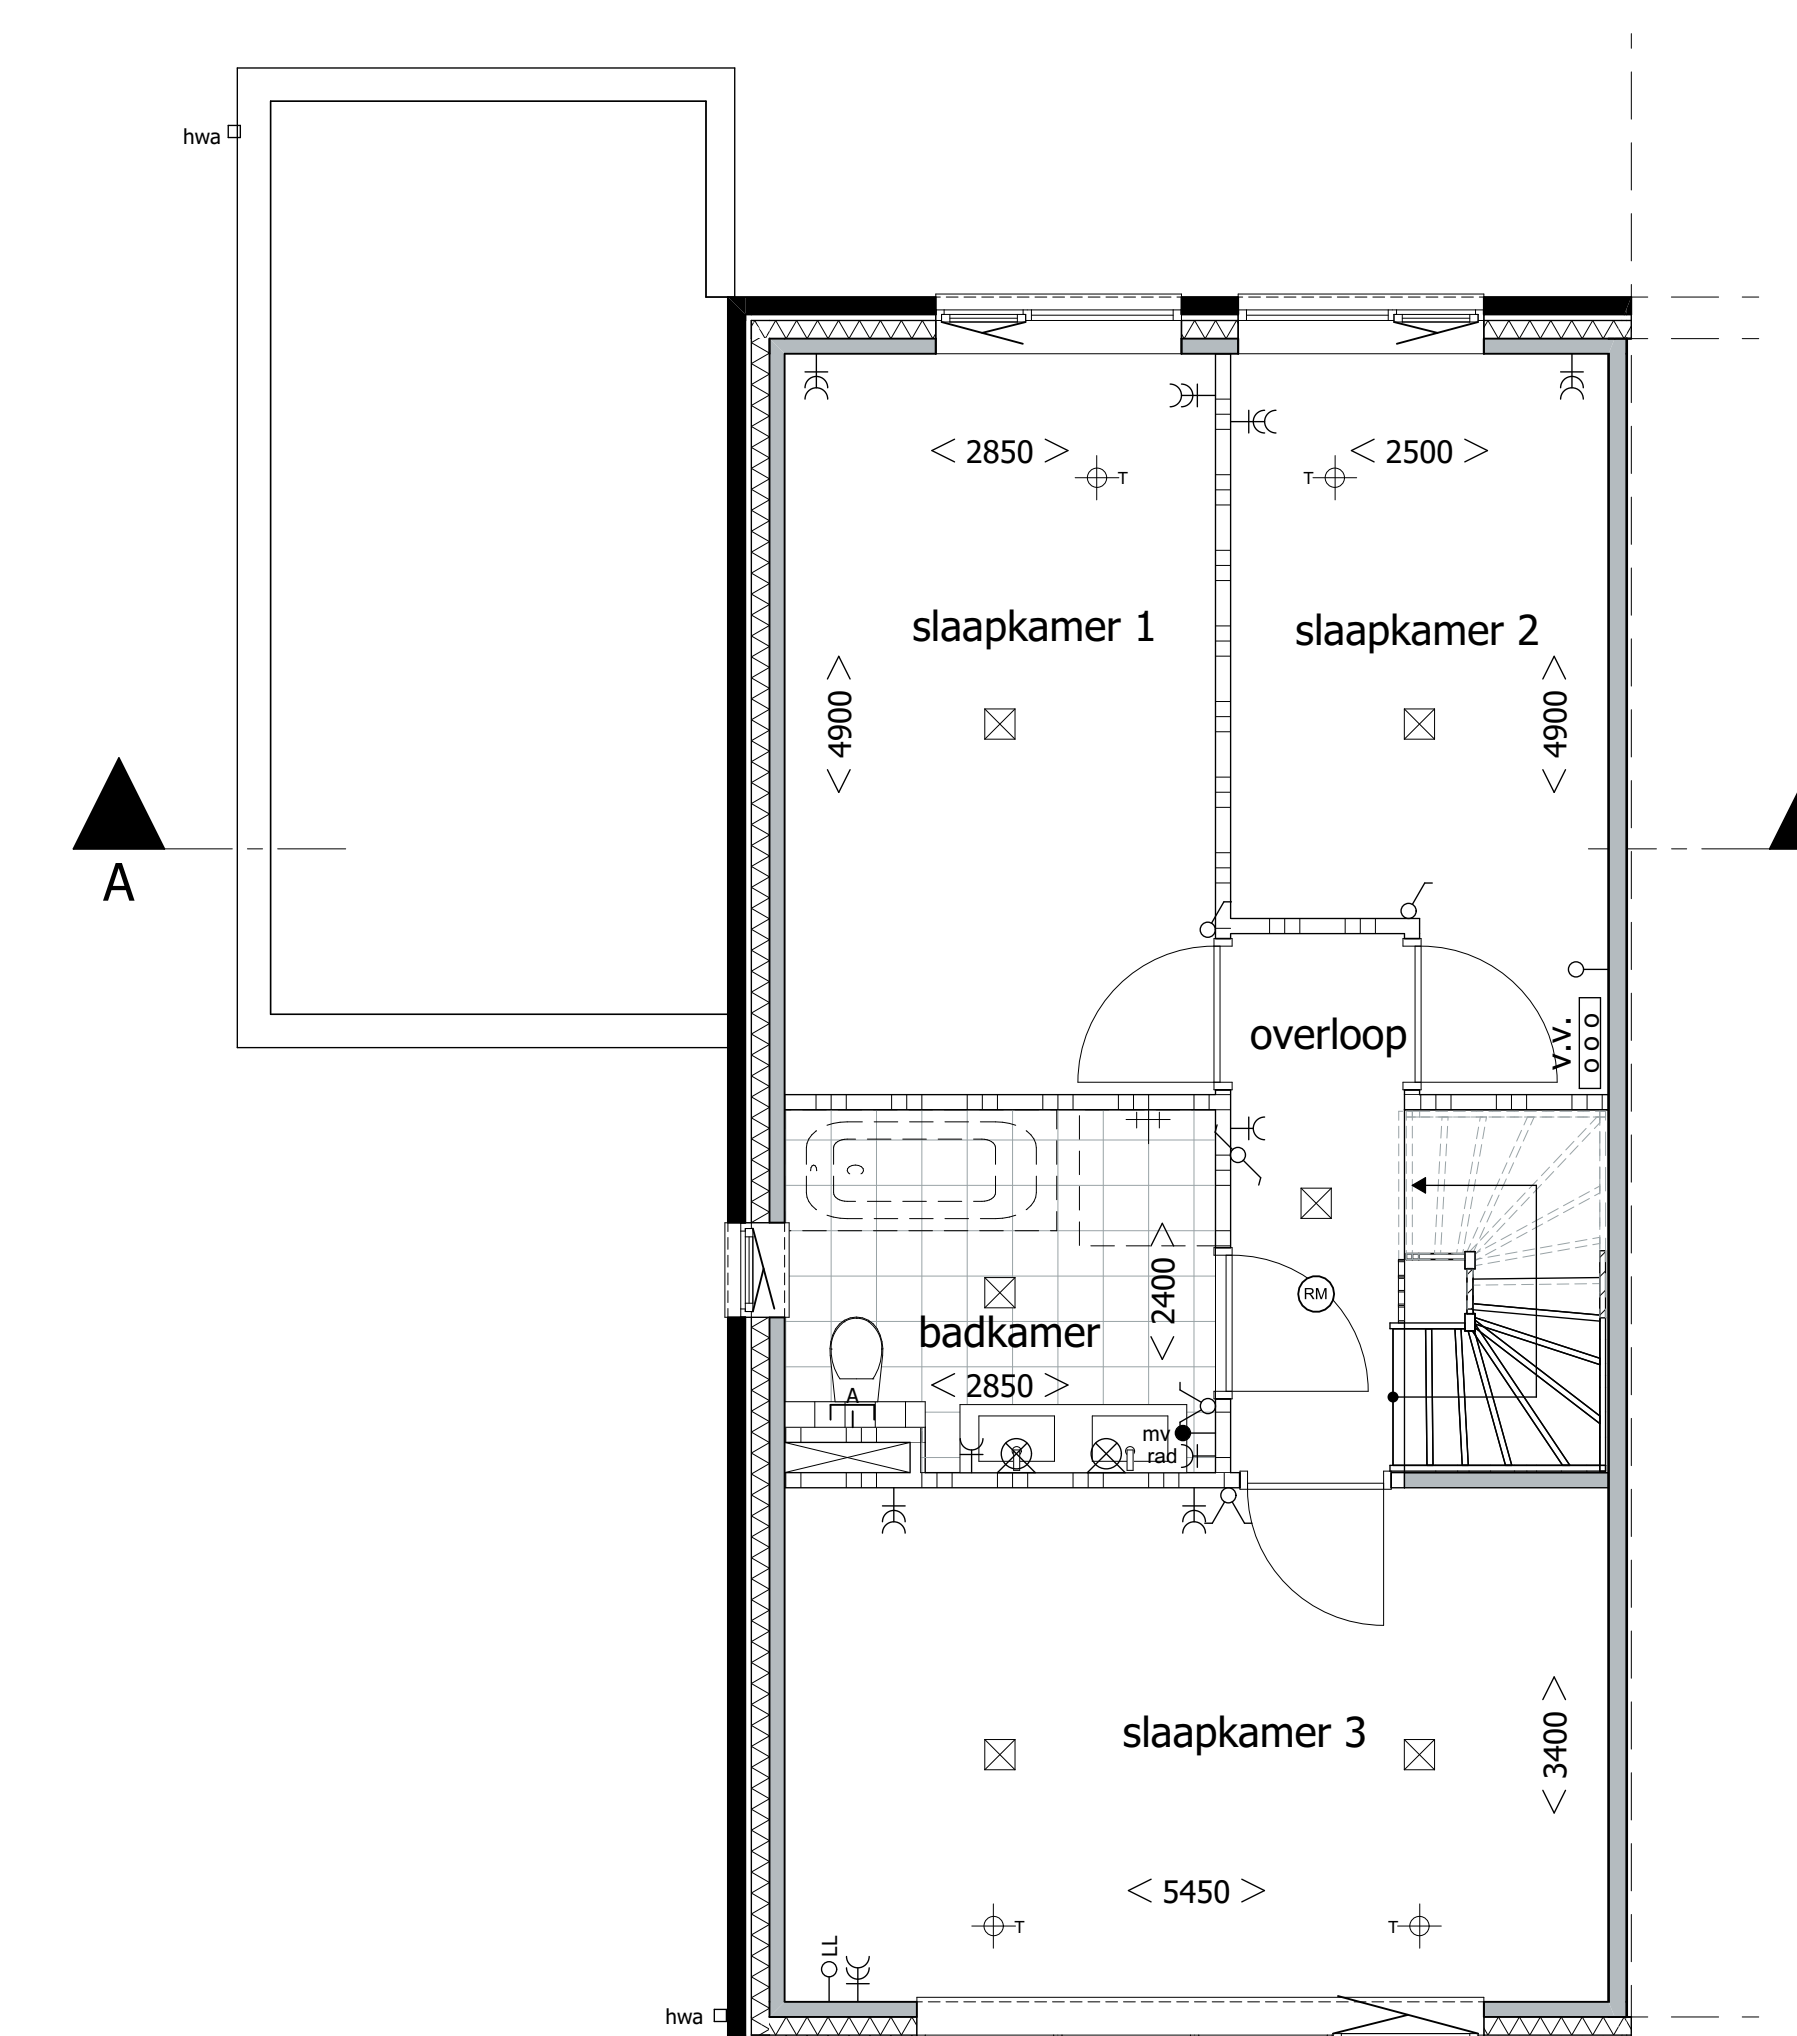 hwa
< 2850 >
< 2500 >
T
T
slaapkamer 1
slaapkamer 2
< 4900 >
< 4900 >
A
overloop
v.v.
< 2400 >
RM
badkamer
< 2850 >
A
mv
rad
slaapkamer 3
< 3400 >
< 5450 >
T
T
LL
hwa